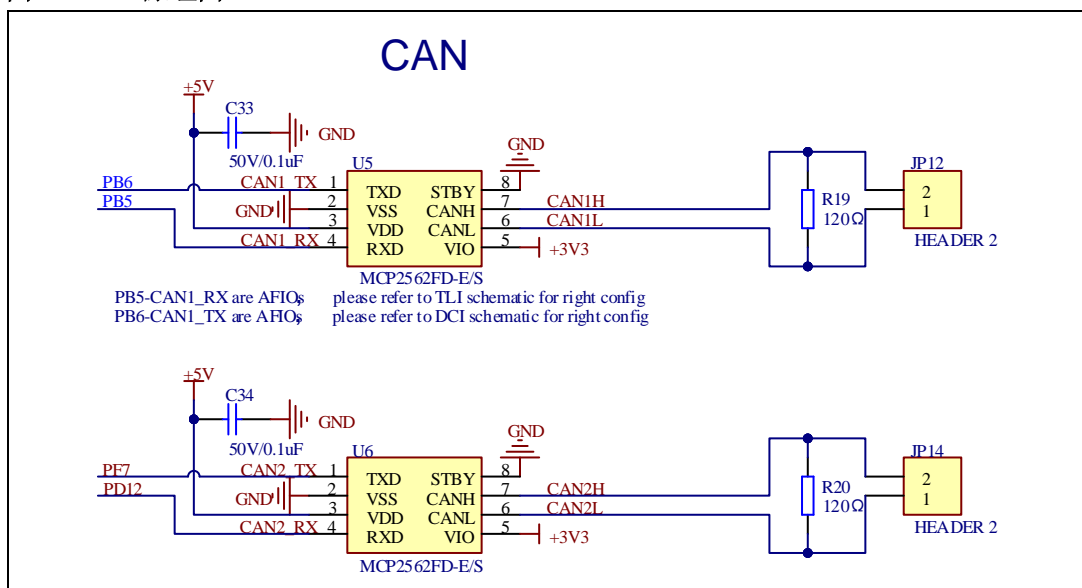 CAN
+5V
C33
GND
50V/0.1uF
GND
U5
JP12
PB6
CAN1_TX
1
TXD
STBY
8
2
PB5
GND
2
VSS
CANH
7
CAN1H
R19
1
3
VDD
CANL
6
CAN1L
120Ω
CAN1_RX
4
RXD
VIO
5
+3V3
HEADER 2
MCP2562FD-E/S
PB5-CAN1_RX are AFIOs, please refer to TLI schematic for right config
PB6-CAN1_TX are AFIOs, please refer to DCI schematic for right config
+5V
C34
GND
50V/0.1uF
GND
U6
JP14
PF7
CAN2_TX
1
TXD
STBY
8
2
PD12
GND
2
VSS
CANH
7
CAN2H
R20
1
3
VDD
CANL
6
CAN2L
120Ω
CAN2_RX
4
RXD
VIO
5
+3V3
HEADER 2
MCP2562FD-E/S